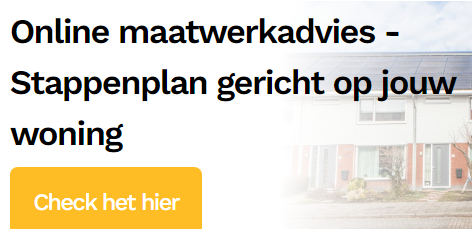 Online maatwerkadvies -
Stappenplan gericht op jouw
woning
Check het hier